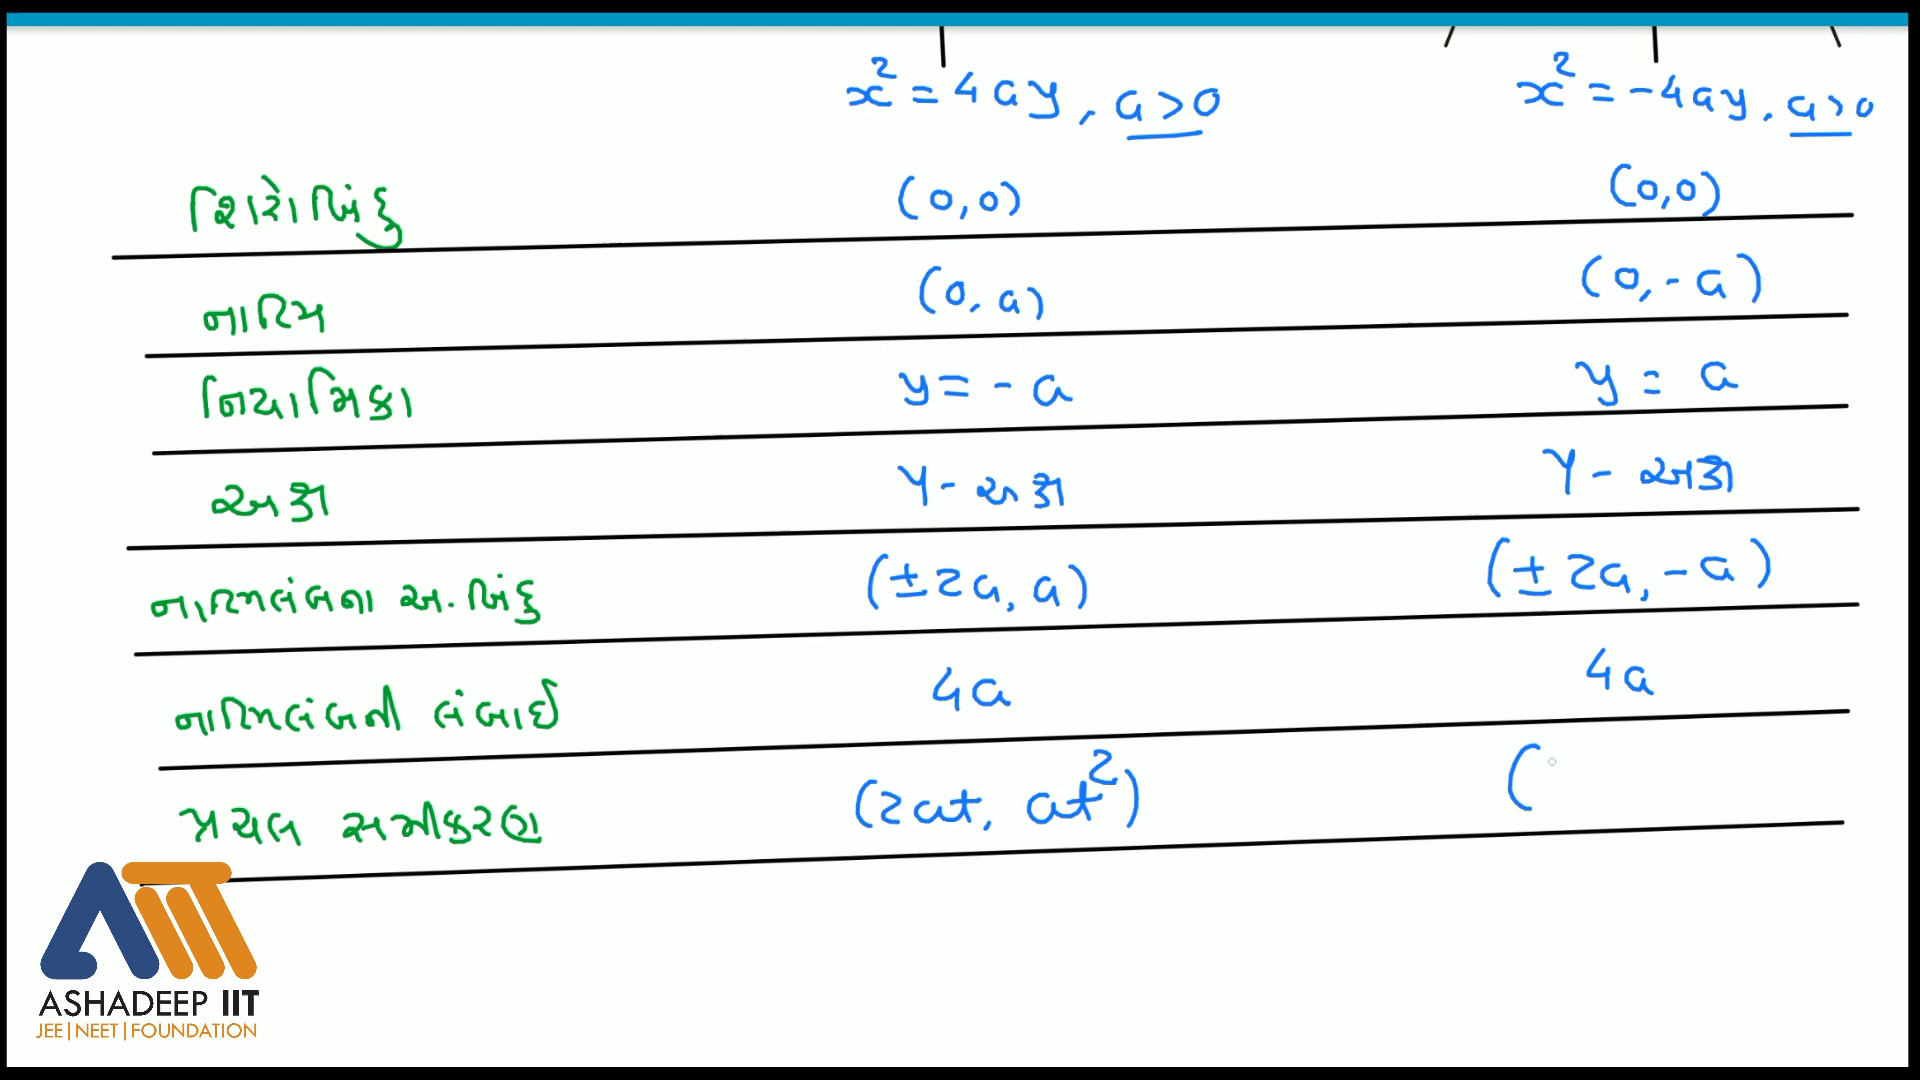 x² = 4ay, a>0 x² = -4ay, a>0
શિરોબિંદુ (0,0) (0,0)
નાભિ (0, a) (0, -a)
નિયામિકા y = -a y = a
અક્ષ Y- અક્ષ Y - અક્ષ
નાભિલંબના અ. બિંદુ (±2a, a) (±2a, -a)
નાભિલંબની લંબાઈ 4a 4a
પ્રચલ સમીકરણ (2at, at²) (
ASHADEEP IIT
JEE|NEET|FOUNDATION